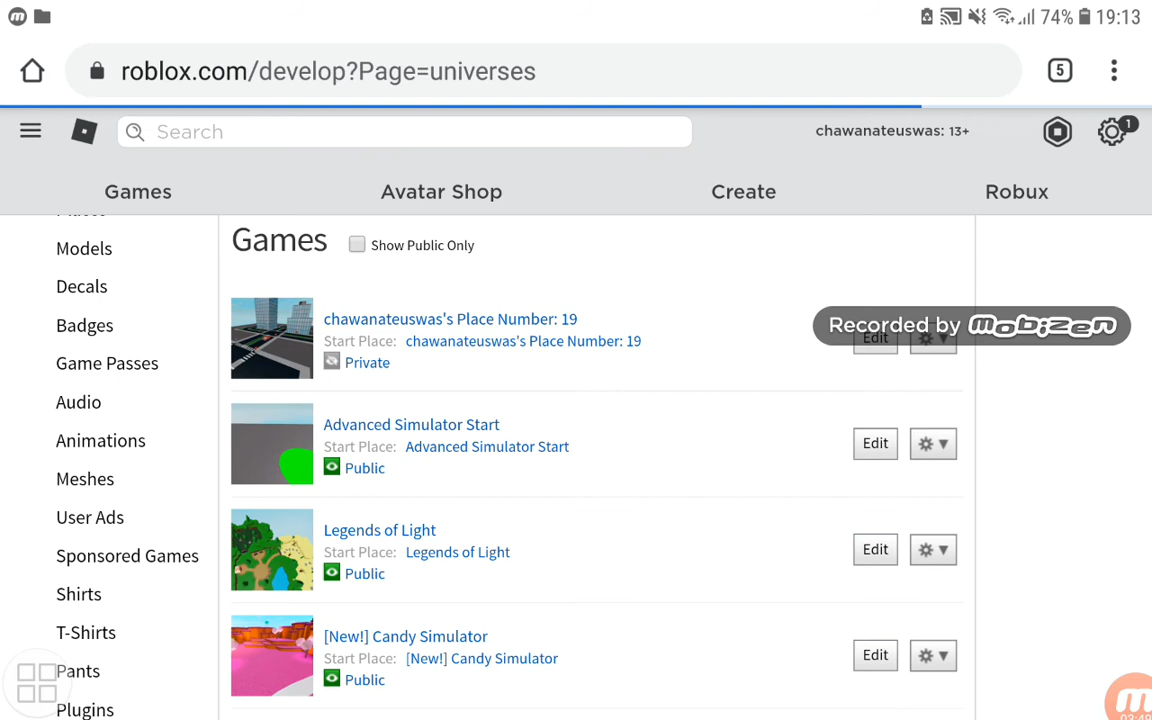 74% 19:13
roblox.com/develop?Page=universes
5
Search
chawanateuswas: 13+
1
Games
Avatar Shop
Create
Robux
Models
Decals
Badges
Game Passes
Audio
Animations
Meshes
User Ads
Sponsored Games
Shirts
T-Shirts
Pants
Plugins
Games
Show Public Only
chawanateuswas's Place Number: 19
Start Place: chawanateuswas's Place Number: 19
Private
Edit
Recorded by mobizen
Advanced Simulator Start
Start Place: Advanced Simulator Start
Public
Edit
Legends of Light
Start Place: Legends of Light
Public
Edit
[New!] Candy Simulator
Start Place: [New!] Candy Simulator
Public
Edit